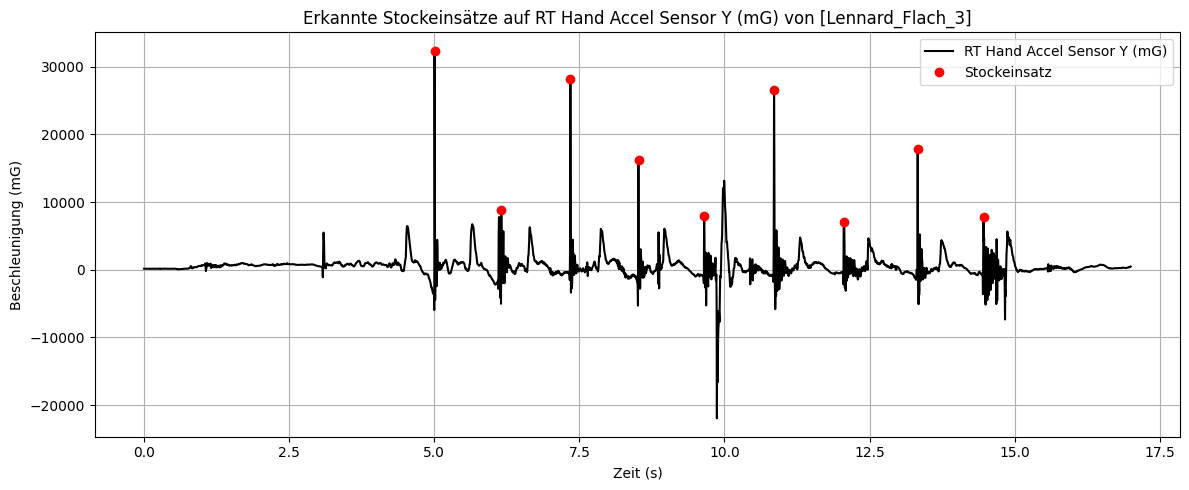 Erkannte Stockeinsätze auf RT Hand Accel Sensor Y (mG) von [Lennard_Flach_3]
RT Hand Accel Sensor Y (mG)
Stockeinsatz
Beschleunigung (mG)
30000
20000
10000
0
−10000
−20000
0.0 2.5 5.0 7.5 10.0 12.5 15.0 17.5
Zeit (s)